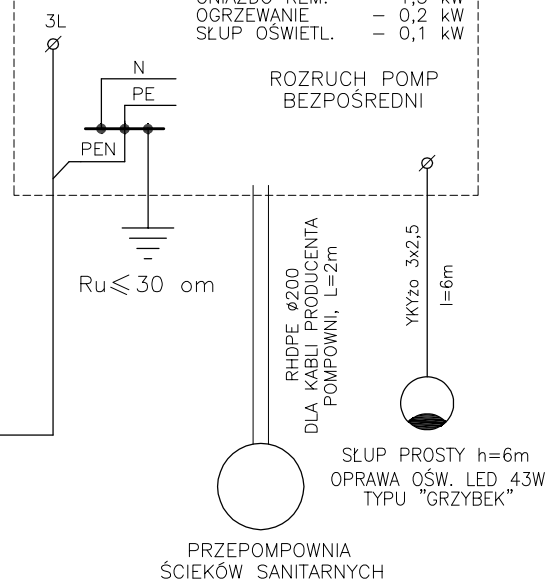 OGRZEWANIE – 0,2 kW
SŁUP OŚWIETL. – 0,1 kW
3L
N
PE
PEN
ROZRUCH POMP
BEZPOŚREDNI
Ru⩽30 om
RHDPE ø200
DLA KABLI PRODUCENTA
POMPOWNI, L=2m
YKYżo 3x2,5
l=6m
SŁUP PROSTY h=6m
OPRAWA OŚW. LED 43W
TYPU "GRZYBEK"
PRZEPOMPOWNIA
ŚCIEKÓW SANITARNYCH